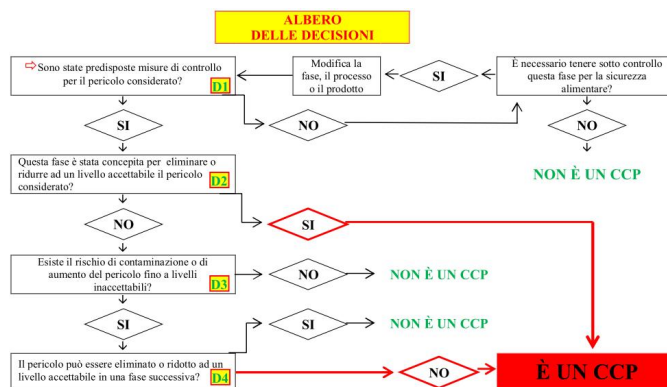 ALBERO
DELLE DECISIONI
⇨Sono state predisposte misure di controllo
per il pericolo considerato?
D1
Modifica la
fase, il processo
o il prodotto
SI
È necessario tenere sotto controllo
questa fase per la sicurezza
alimentare?
SI
NO
NO
NON È UN CCP
Questa fase è stata concepita per eliminare o
ridurre ad un livello accettabile il pericolo
considerato?
D2
NO
SI
Esiste il rischio di contaminazione o di
aumento del pericolo fino a livelli
inaccettabili?
D3
NO
NON È UN CCP
SI
SI
NON È UN CCP
Il pericolo può essere eliminato o ridotto ad un
livello accettabile in una fase successiva?
D4
NO
È UN CCP